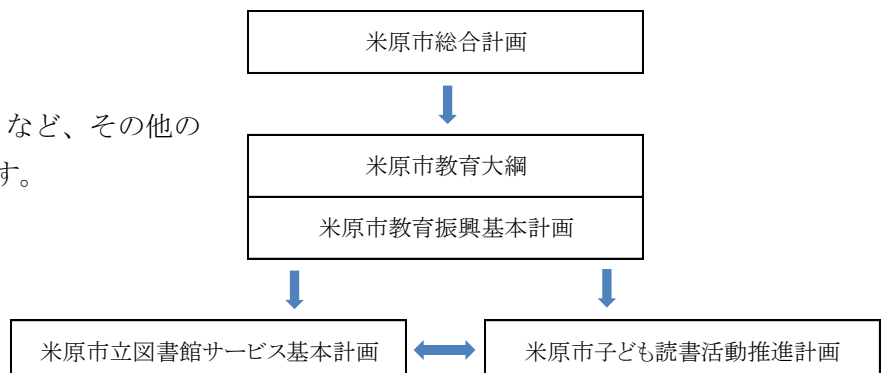 米原市総合計画
など、その他の
す。
米原市教育大綱
米原市教育振興基本計画
米原市立図書館サービス基本計画
米原市子ども読書活動推進計画